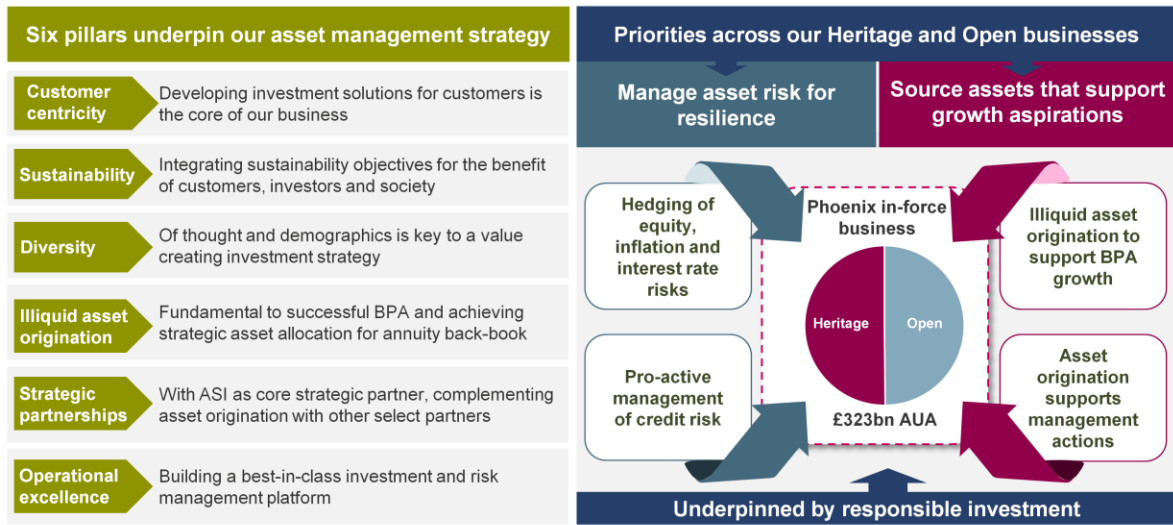 Six pillars underpin our asset management strategy
Customer
centricity
Developing investment solutions for customers is
the core of our business
Sustainability
Integrating sustainability objectives for the benefit
of customers, investors and society
Diversity
Of thought and demographics is key to a value
creating investment strategy
Illiquid asset
origination
Fundamental to successful BPA and achieving
strategic asset allocation for annuity back-book
Strategic
partnerships
With ASI as core strategic partner, complementing
asset origination with other select partners
Operational
excellence
Building a best-in-class investment and risk
management platform
Priorities across our Heritage and Open businesses
Manage asset risk for
resilience
Source assets that support
growth aspirations
Hedging of
equity,
inflation and
interest rate
risks
Pro-active
management
of credit risk
Phoenix in-force
business
Heritage
Open
£323bn AUA
Illiquid asset
origination to
support BPA
growth
Asset
origination
supports
management
actions
Underpinned by responsible investment